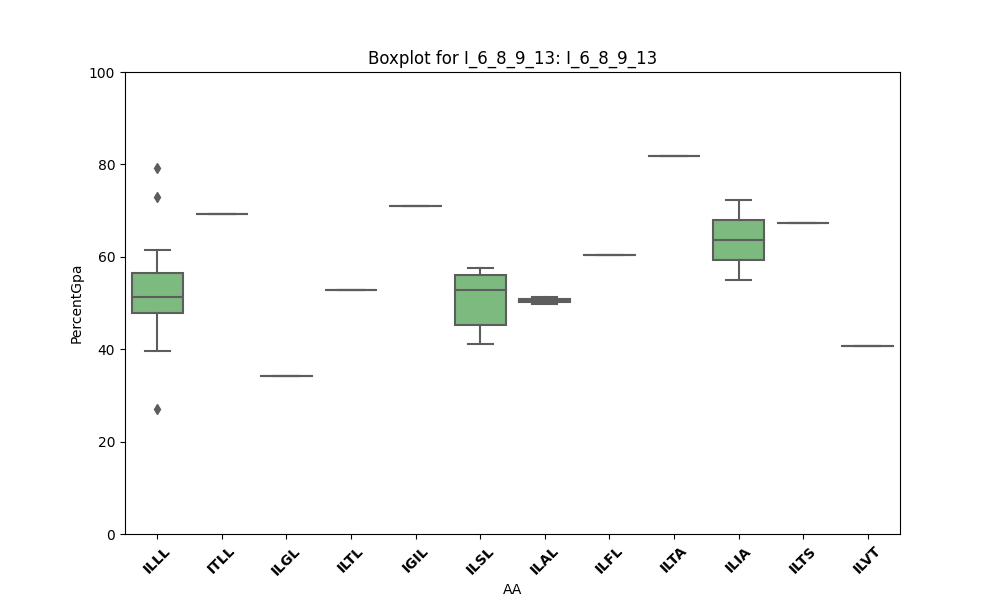 Boxplot for I_6_8_9_13: I_6_8_9_13
100
80
60
40
20
0
PercentGpa
ILLL
ITLL
ILGL
ILTL
IGIL
ILSL
ILAL
ILFL
ILTA
ILIA
ILTS
ILVT
AA